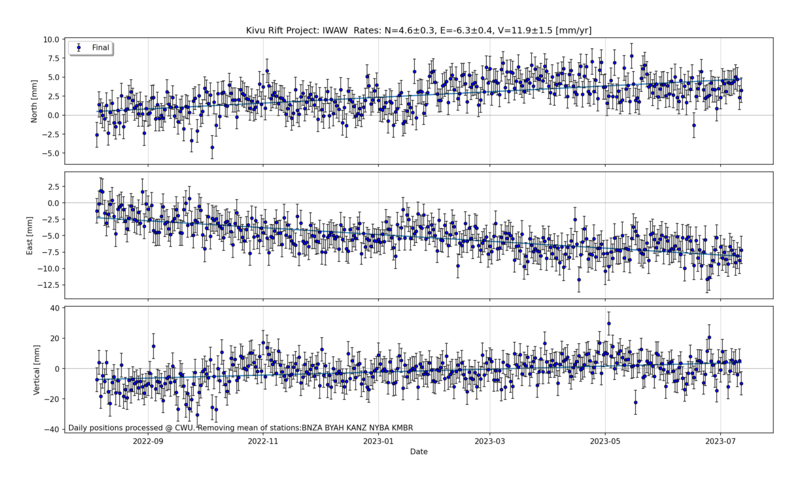 Kivu Rift Project: IWAW  Rates: N=4.6±0.3, E=-6.3±0.4, V=11.9±1.5 [mm/yr]
Final
North [mm]
10.0
7.5
5.0
2.5
0.0
−2.5
−5.0
East [mm]
2.5
0.0
−2.5
−5.0
−7.5
−10.0
−12.5
Vertical [mm]
40
20
0
−20
−40
Daily positions processed @ CWU. Removing mean of stations:BNZA BYAH KANZ NYBA KMBR
2022-09 2022-11 2023-01 2023-03 2023-05 2023-07
Date